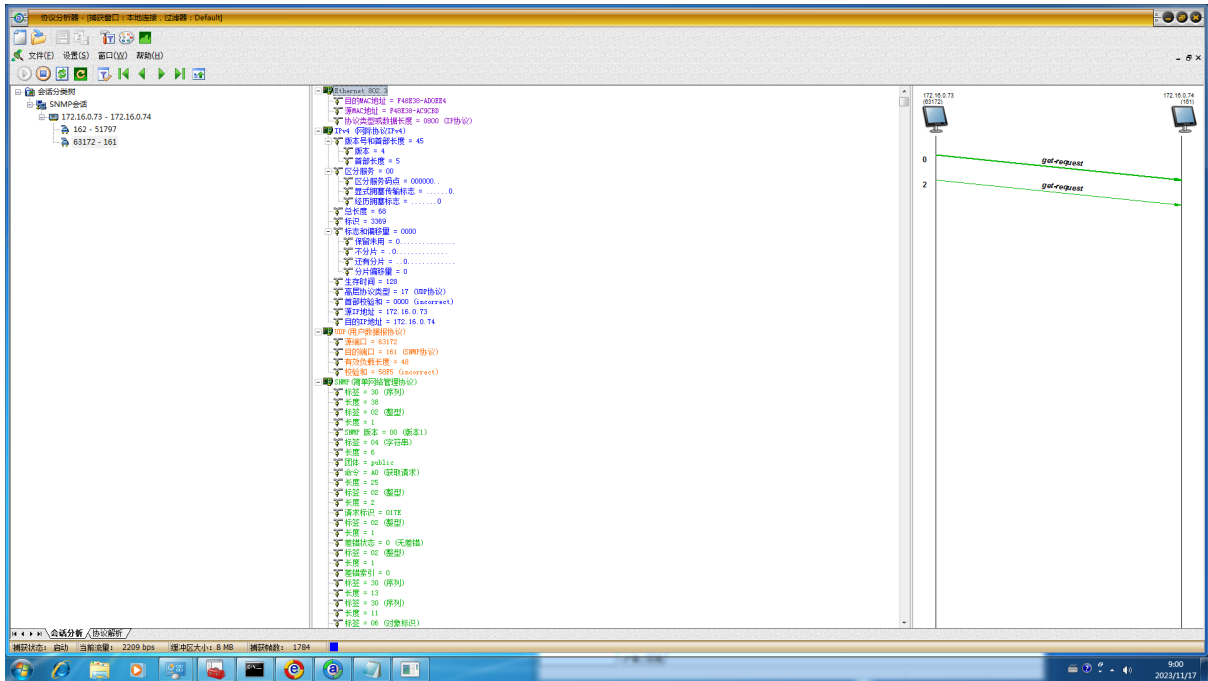 协议分析器 - [捕获窗口：本地连接，过滤器：Default]
文件(F) 设置(S) 窗口(W) 帮助(H)
会话分类树
SNMP会话
172.16.0.73 - 172.16.0.74
162 - 51797
63172 - 161
Ethernet 802.3
目的MAC地址 = F48E38-AD0EE4
源MAC地址 = F48E38-AC9CBD
协议类型或数据长度 = 0800 (IP协议)
IPv4 (网际协议IPv4)
版本号和首部长度 = 45
版本 = 4
首部长度 = 5
区分服务 = 00
区分服务码点 = 000000..
显式拥塞传输标志 = ......0.
经历拥塞标志 = .......0
总长度 = 68
标识 = 3369
标志和偏移量 = 0000
保留未用 = 0...............
不分片 = .0..............
还有分片 = ..0.............
分片偏移量 = 0
生存时间 = 128
高层协议类型 = 17 (UDP协议)
首部校验和 = 0000 (incorrect)
源IP地址 = 172.16.0.73
目的IP地址 = 172.16.0.74
UDP (用户数据报协议)
源端口 = 63172
目的端口 = 161 (SNMP协议)
有效负载长度 = 48
校验和 = 58F5 (incorrect)
SNMP (简单网络管理协议)
标签 = 30 (序列)
长度 = 38
标签 = 02 (整型)
长度 = 1
SNMP 版本 = 00 (版本1)
标签 = 04 (字符串)
长度 = 6
团体 = public
命令 = A0 (获取请求)
长度 = 25
标签 = 02 (整型)
长度 = 2
请求标识 = 017E
标签 = 02 (整型)
长度 = 1
差错状态 = 0 (无差错)
标签 = 02 (整型)
长度 = 1
差错索引 = 0
标签 = 30 (序列)
长度 = 13
标签 = 30 (序列)
长度 = 11
标签 = 06 (对象标识)
172.16.0.73
(63172)
172.16.0.74
(161)
0 get-request
2 get-request
会话分析 协议解析
捕获状态: 启动 当前流量: 2209 bps 缓冲区大小: 8 MB 捕获帧数: 1784
9:00
2023/11/17